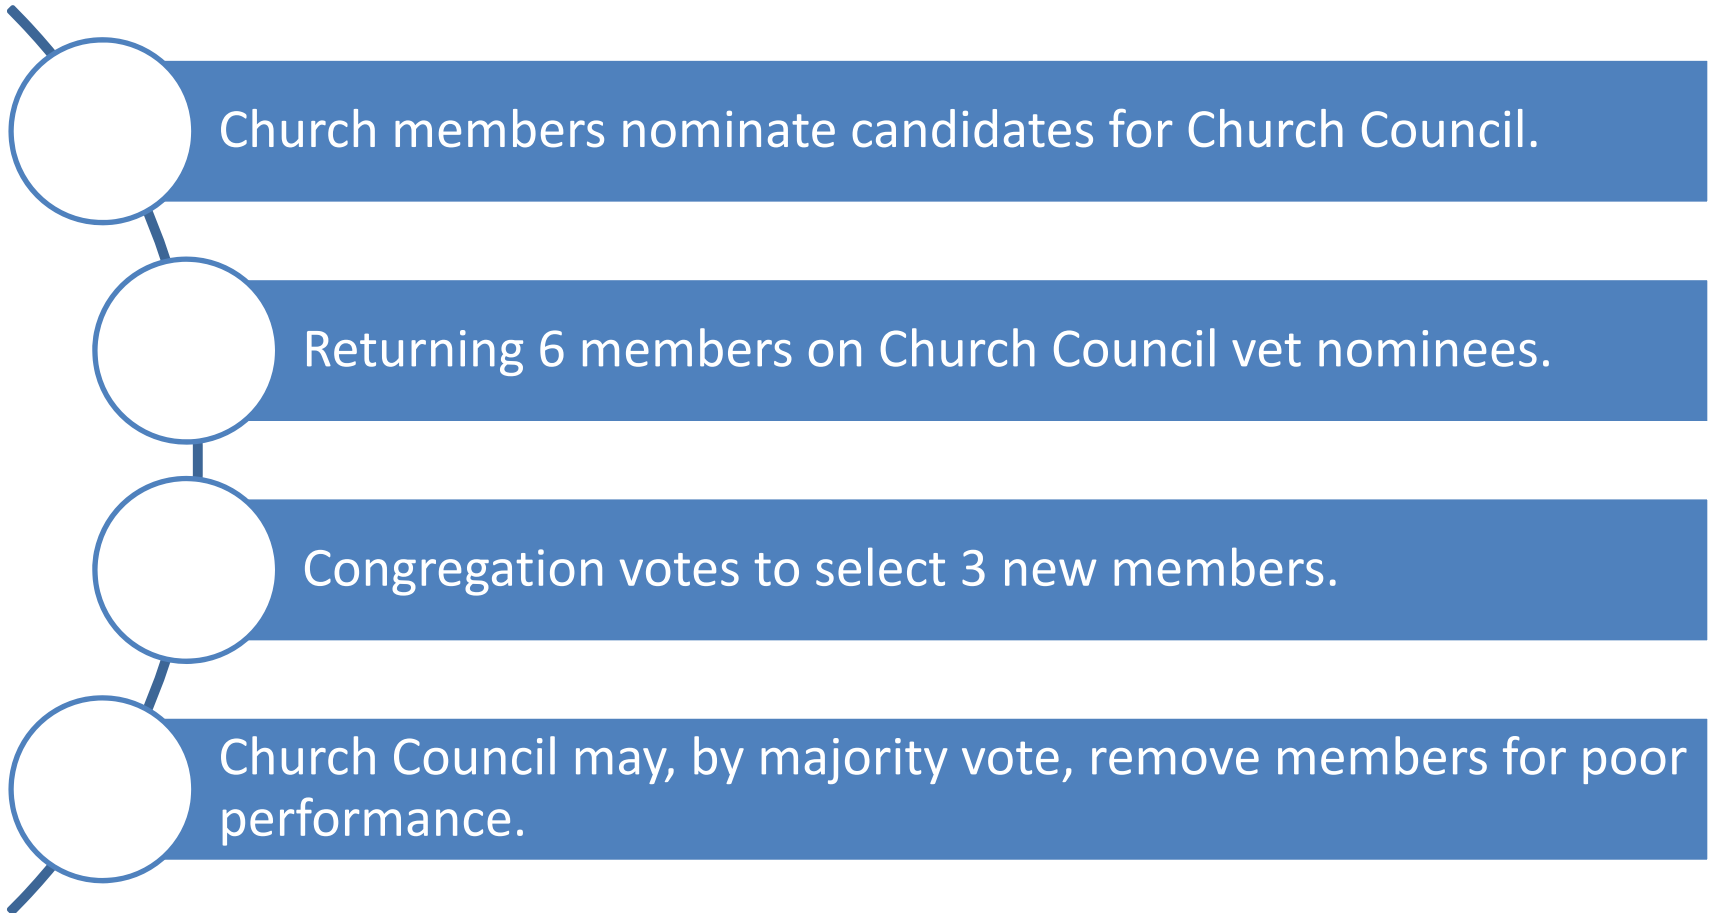 Church members nominate candidates for Church Council.
Returning 6 members on Church Council vet nominees.
Congregation votes to select 3 new members.
Church Council may, by majority vote, remove members for poor
performance.